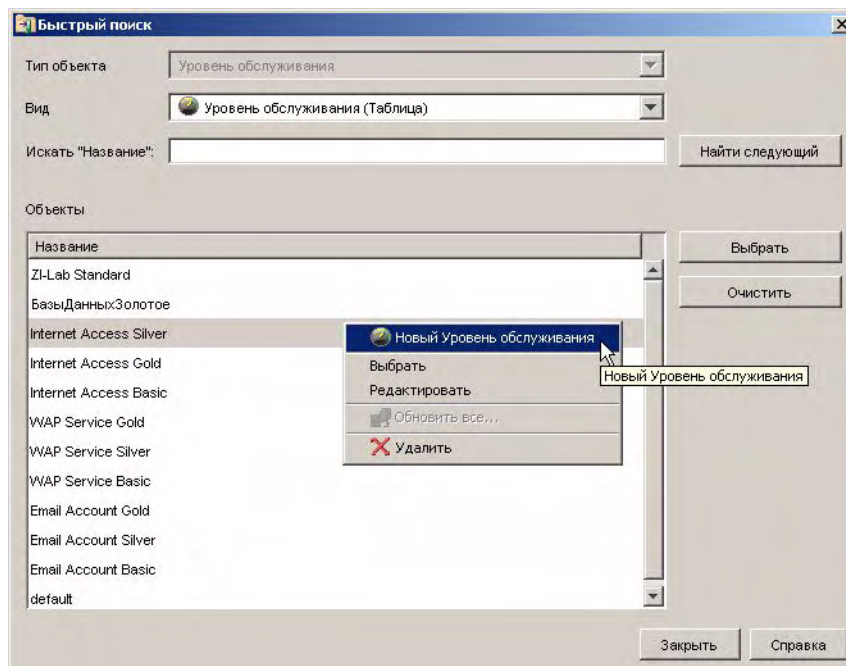 Быстрый поиск
Тип объекта
Уровень обслуживания
Вид
Уровень обслуживания (Таблица)
Искать "Название":
Найти следующий
Объекты
Название
Выбрать
ZI-Lab Standard
Очистить
БазыДанныхЗолотое
Internet Access Silver
Новый Уровень обслуживания
Internet Access Gold
Выбрать
Новый Уровень обслуживания
Internet Access Basic
Редактировать
WAP Service Gold
Обновить все...
WAP Service Silver
Удалить
WAP Service Basic
Email Account Gold
Email Account Silver
Email Account Basic
default
Закрыть
Справка